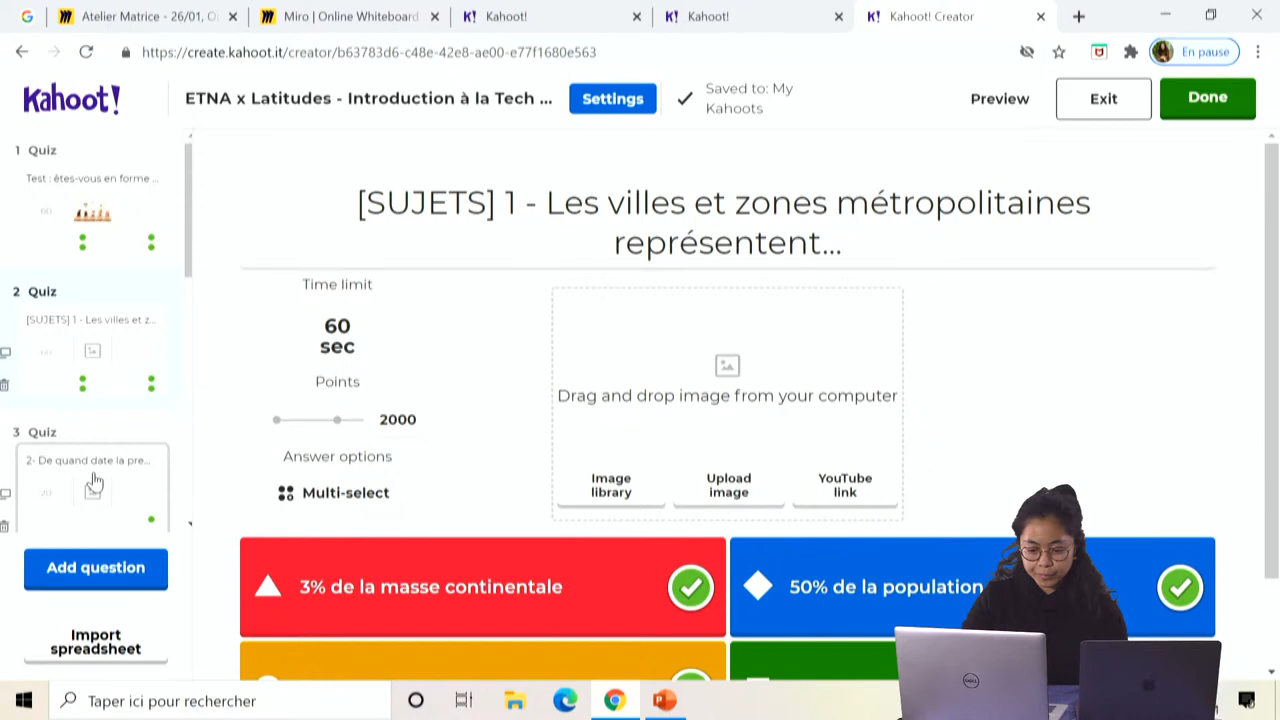 Atelier Matrice - 26/01, O
Miro | Online Whiteboard
Kahoot!
Kahoot!
Kahoot! Creator
https://create.kahoot.it/creator/b63783d6-c48e-42e8-ae00-e77f1680e563
En pause
Kahoot!
ETNA x Latitudes - Introduction à la Tech ...
Settings
Saved to: My
Kahoots
Preview
Exit
Done
1 Quiz
Test : êtes-vous en forme ...
60
2 Quiz
[SUJETS] 1 - Les villes et z...
60
3 Quiz
2- De quand date la pre...
20
Add question
Import
spreadsheet
[SUJETS] 1 - Les villes et zones métropolitaines
représentent...
Time limit
60
sec
Points
2000
Answer options
Multi-select
Drag and drop image from your computer
Image
library
Upload
image
YouTube
link
3% de la masse continentale
50% de la population
Taper ici pour rechercher
DELL